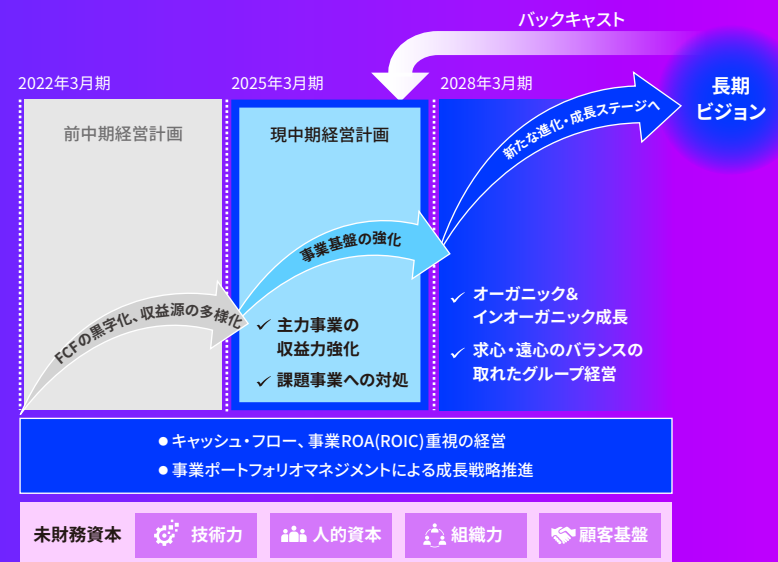 バックキャスト
2022年3月期
2025年3月期
2028年3月期
長期
ビジョン
前中期経営計画
現中期経営計画
新たな進化・成長ステージへ
事業基盤の強化
FCFの黒字化、収益源の多様化
✓ 主力事業の
収益力強化
✓ 課題事業への対処
✓ オーガニック&
インオーガニック成長
✓ 求心・遠心のバランスの
取れたグループ経営
●キャッシュ・フロー、事業ROA(ROIC)重視の経営
●事業ポートフォリオマネジメントによる成長戦略推進
未財務資本
技術力
人的資本
組織力
顧客基盤